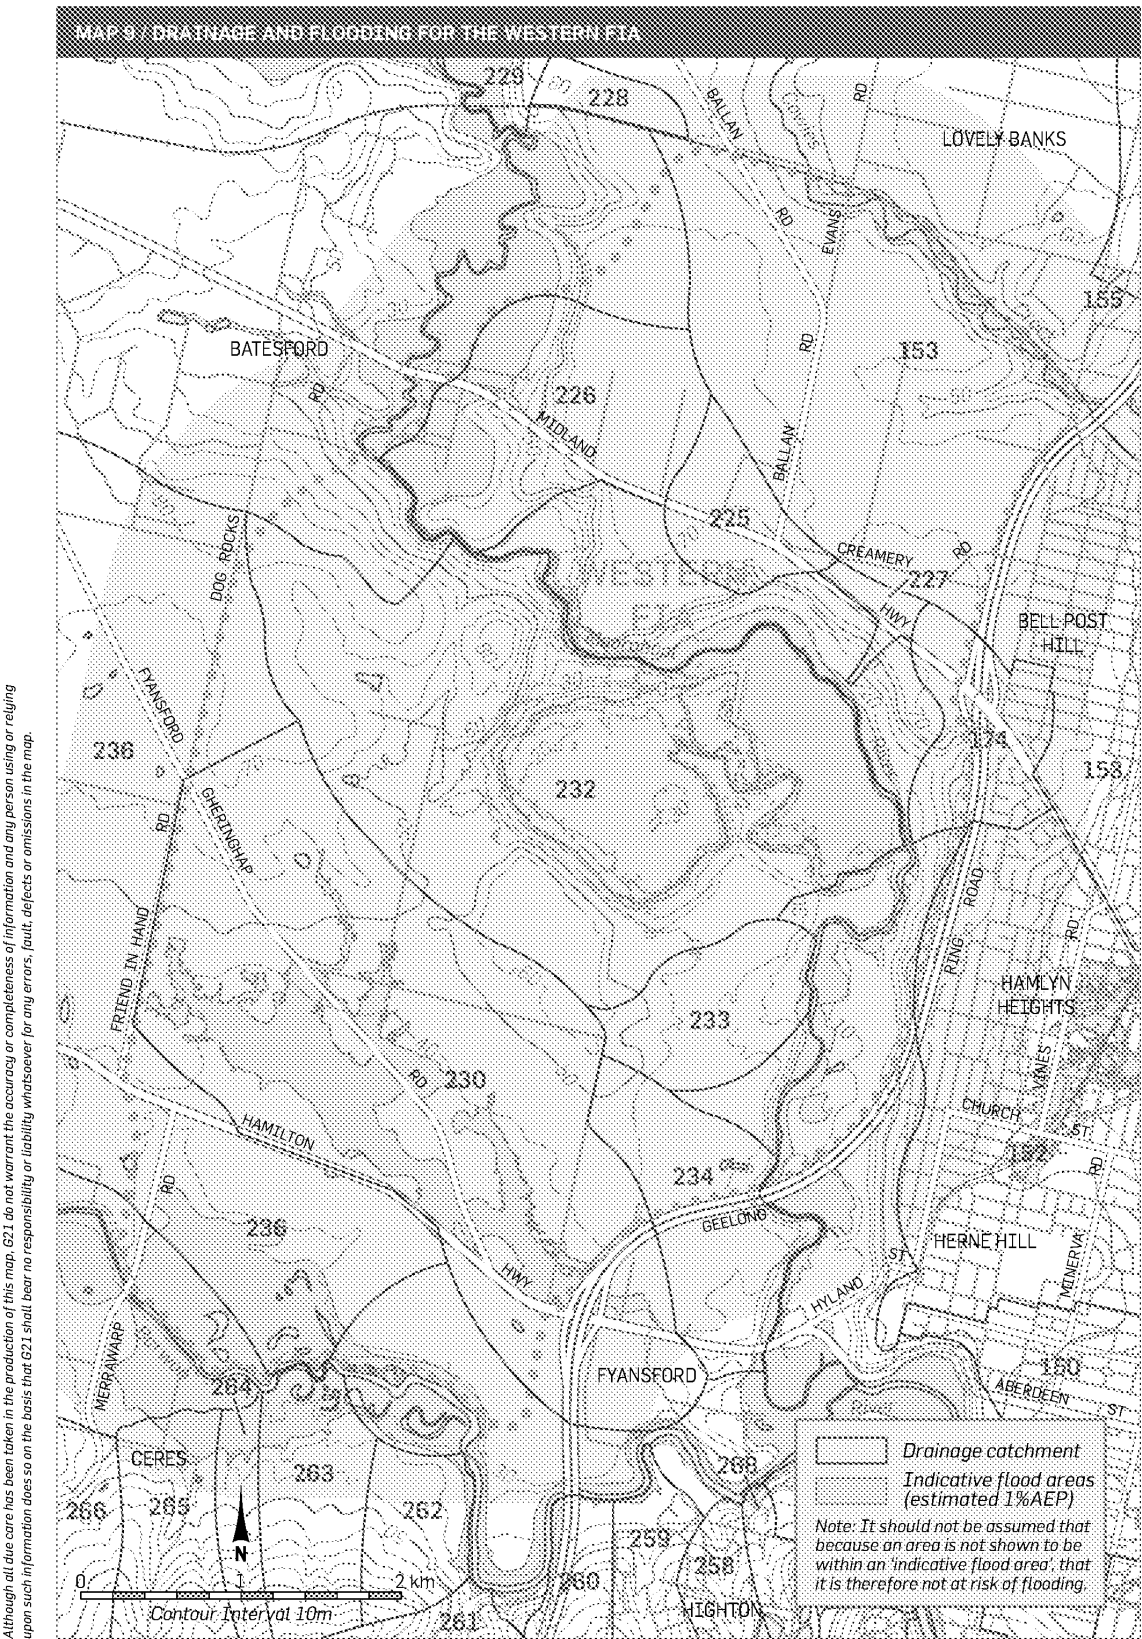 MAP 9 / DRAINAGE AND FLOODING FOR THE WESTERN FIA
229
228
BALLAN
RD
LOVELY BANKS
RD
EVANS
155
BATESFORD
RD
153
RD
226
MIDLAND
BALLAN
225
DOG ROCKS
CREAMERY
RD
WESTERN
FIA
227
HWY
BELL POST
HILL
FYANSFORD
236
174
153
232
GHERINGHAP
RD
ROAD
RING
RD
FRIEND IN HAND
HAMLYN
HEIGHTS
233
VINES
RD
230
CHURCH
ST
HAMILTON
152
RD
RD
234
GEELONG
236
HERNE HILL
ST
MINERVA
HWY
HYLAND
MERRAWARP
FYANSFORD
264
160
ABERDEEN
ST
CERES
263
268
266
265
262
259
258
260
261
HIGHTON
N
0
1
2 km
Contour Interval 10m
Drainage catchment
Indicative flood areas
(estimated 1%AEP)
Note: It should not be assumed that
because an area is not shown to be
within an 'indicative flood area', that
it is therefore not at risk of flooding.
Although all due care has been taken in the production of this map, G21 do not warrant the accuracy or completeness of information and any person using or relying
upon such information does so on the basis that G21 shall bear no responsibility or liability whatsoever for any errors, fault, defects or omissions in the map.